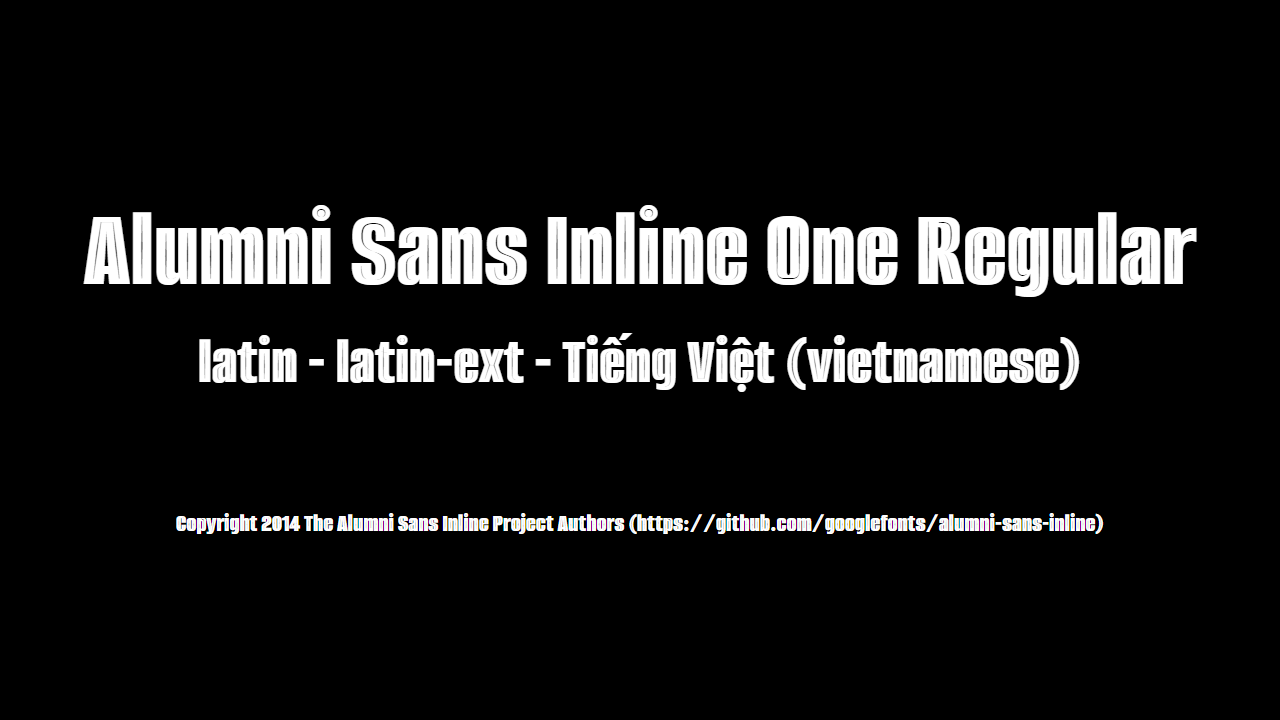 Alumni Sans Inline One Regular
latin - latin-ext - Tiếng Việt (vietnamese)
Copyright 2014 The Alumni Sans Inline Project Authors (https://github.com/googlefonts/alumni-sans-inline)